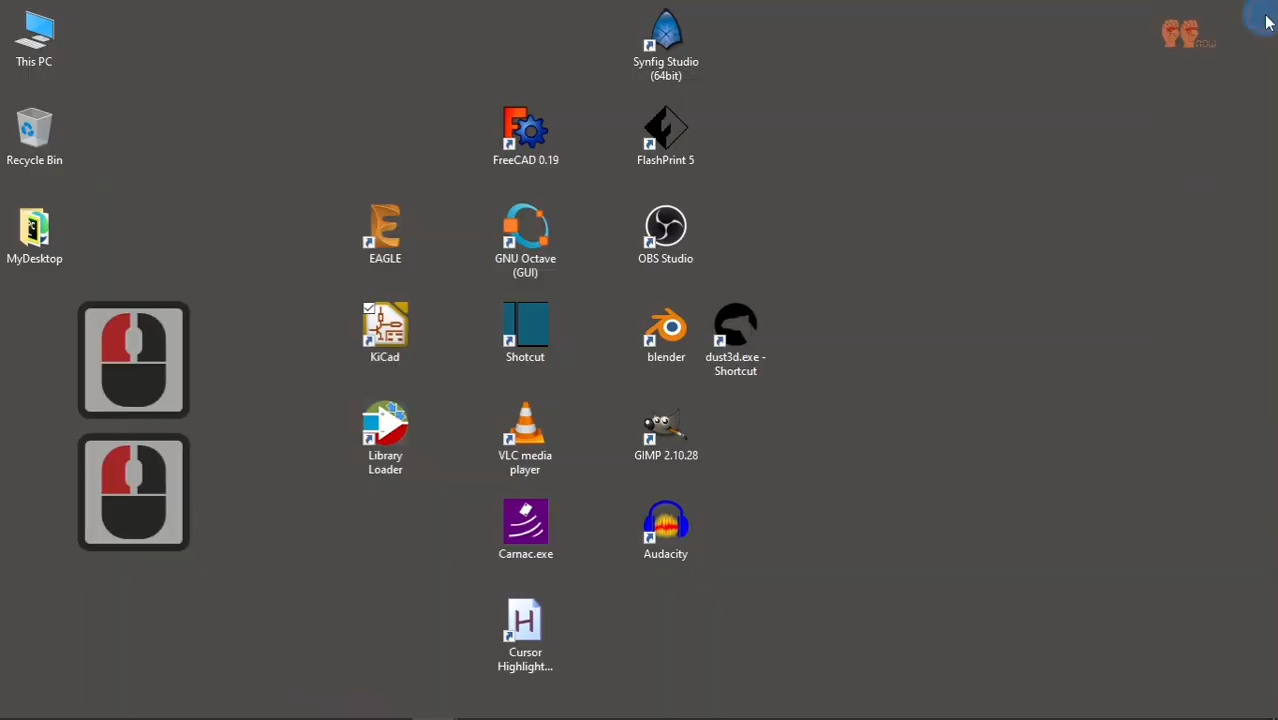 This PC
Recycle Bin
MyDesktop
EAGLE
KiCad
Library
Loader
FreeCAD 0.19
GNU Octave
(GUI)
Shotcut
VLC media
player
Carnac.exe
Cursor
Highlight...
Synfig Studio
(64bit)
FlashPrint 5
OBS Studio
blender
GIMP 2.10.28
Audacity
dust3d.exe -
Shortcut